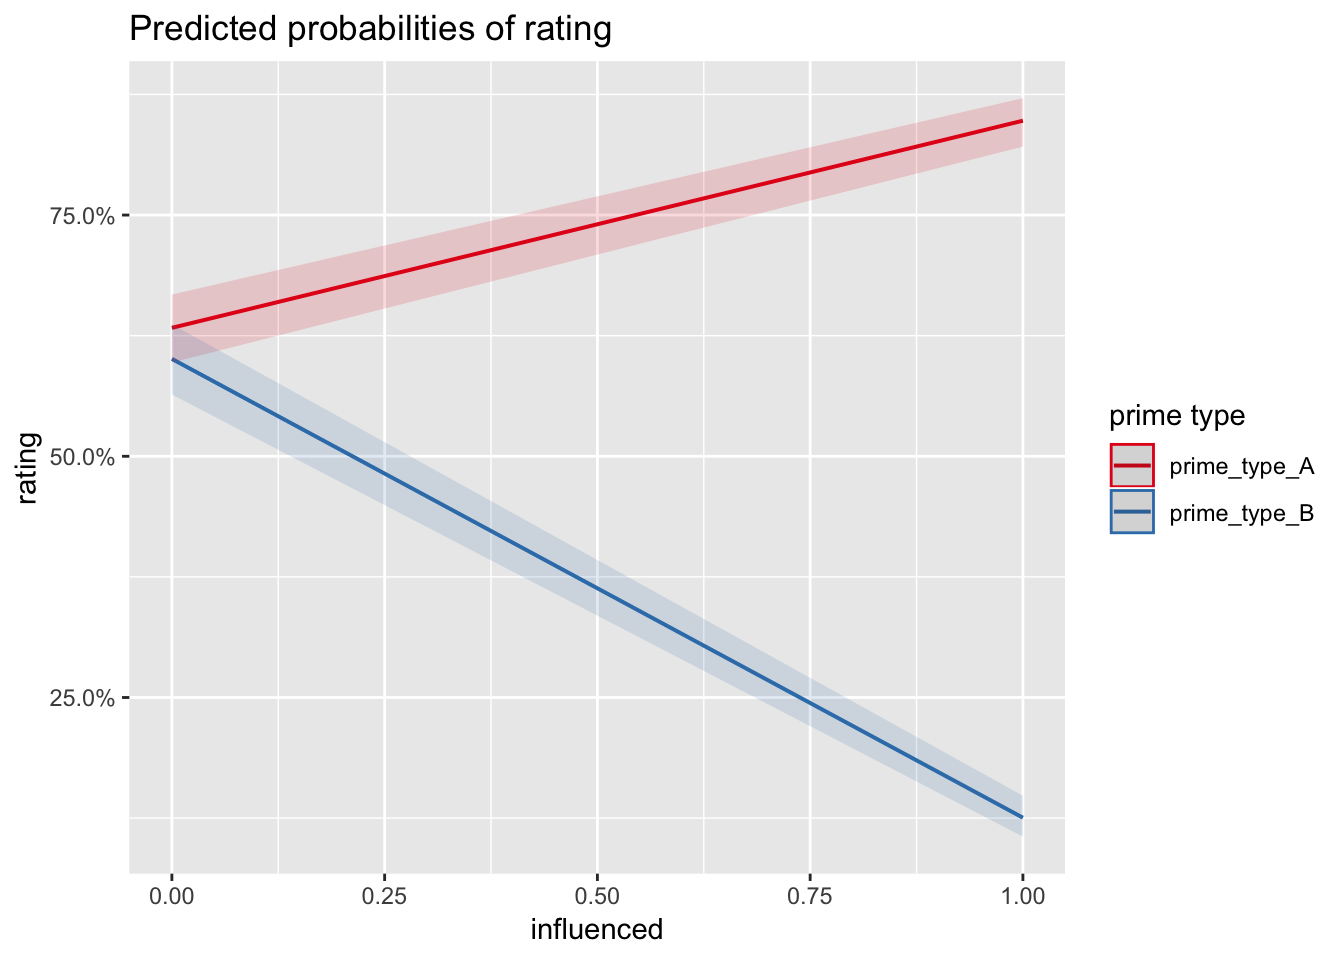 Predicted probabilities of rating
75.0%
50.0%
25.0%
rating
0.00
0.25
0.50
0.75
1.00
influenced
prime type
prime_type_A
prime_type_B